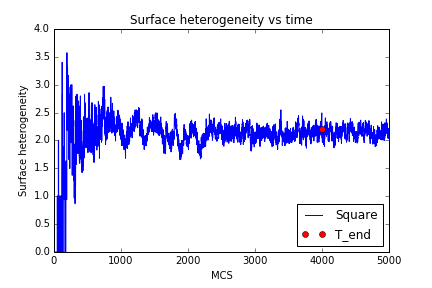 Surface heterogeneity vs time
4.0
3.5
3.0
2.5
2.0
1.5
1.0
0.5
0.0
Surface heterogeneity
0 1000 2000 3000 4000 5000
MCS
Square
T_end